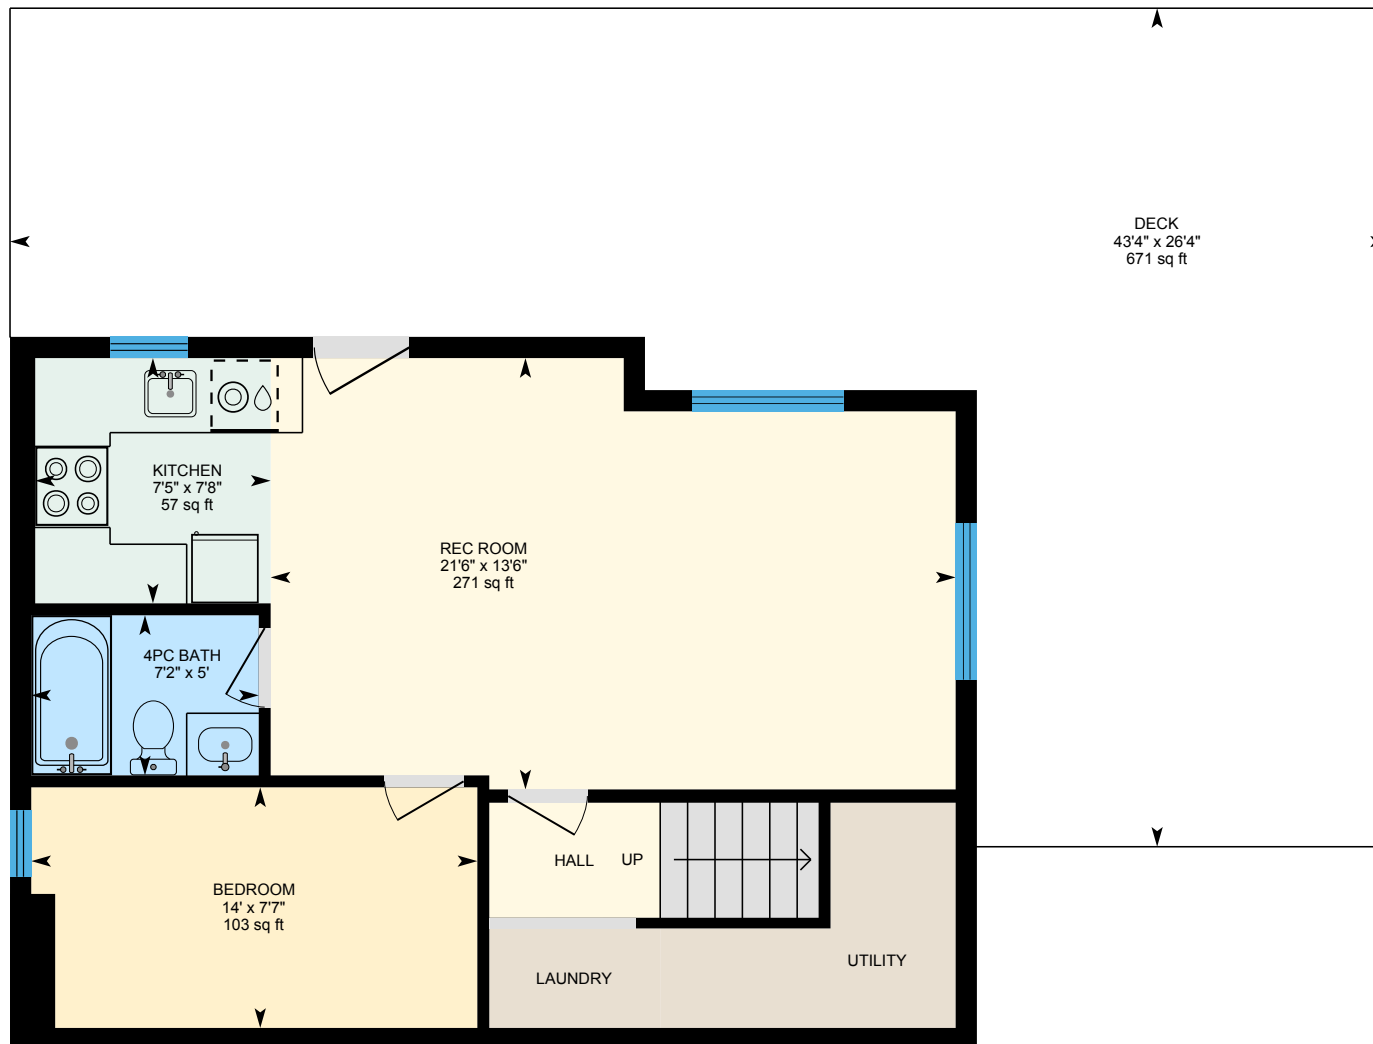 DECK
43'4" x 26'4"
671 sq ft
KITCHEN
7'5" x 7'8"
57 sq ft
REC ROOM
21'6" x 13'6"
271 sq ft
4PC BATH
7'2" x 5'
HALL
UP
BEDROOM
14' x 7'7"
103 sq ft
LAUNDRY
UTILITY